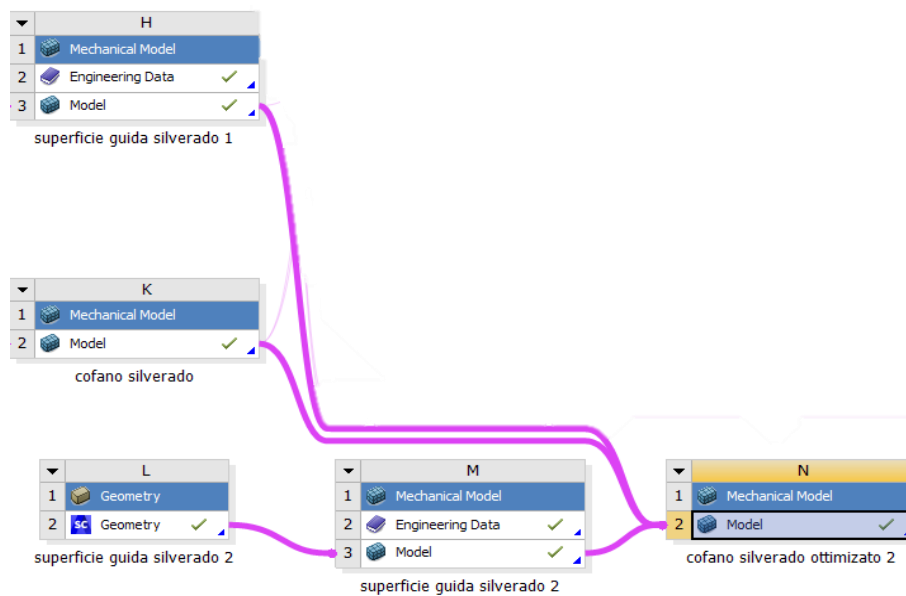 H
1 Mechanical Model
2 Engineering Data
3 Model
superficie guida silverado 1
K
1 Mechanical Model
2 Model
cofano silverado
L
1 Geometry
2 SC Geometry
superficie guida silverado 2
M
1 Mechanical Model
2 Engineering Data
3 Model
superficie guida silverado 2
N
1 Mechanical Model
2 Model
cofano silverado ottimizato 2